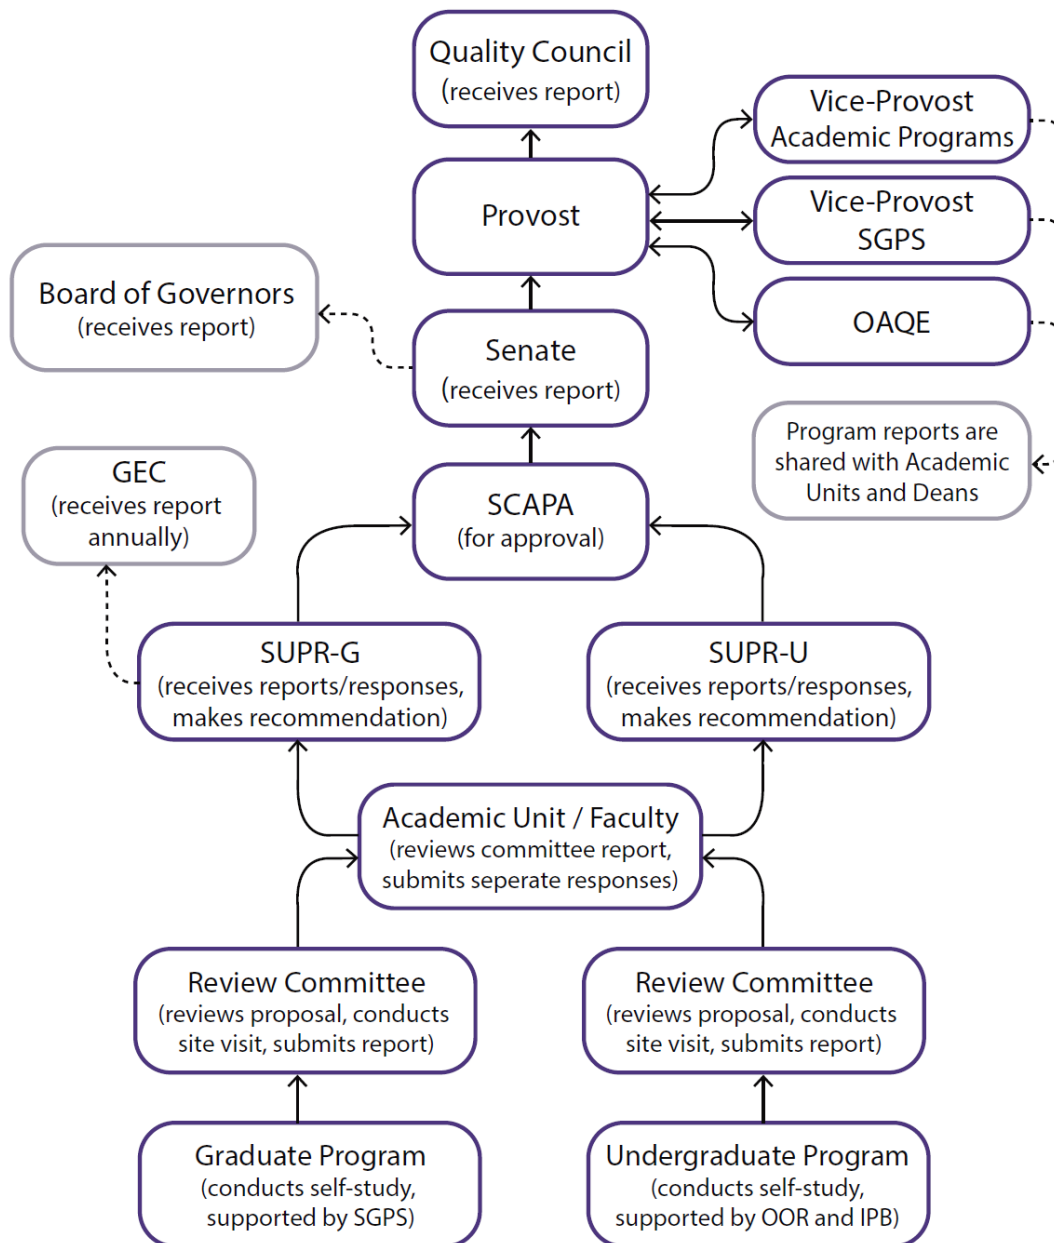 Quality Council
(receives report)
Vice-Provost
Academic Programs
Provost
Vice-Provost
SGPS
OAQE
Board of Governors
(receives report)
Senate
(receives report)
Program reports are
shared with Academic
Units and Deans
GEC
(receives report
annually)
SCAPA
(for approval)
SUPR-G
(receives reports/responses,
makes recommendation)
SUPR-U
(receives reports/responses,
makes recommendation)
Academic Unit / Faculty
(reviews committee report,
submits seperate responses)
Review Committee
(reviews proposal, conducts
site visit, submits report)
Review Committee
(reviews proposal, conducts
site visit, submits report)
Graduate Program
(conducts self-study,
supported by SGPS)
Undergraduate Program
(conducts self-study,
supported by OOR and IPB)